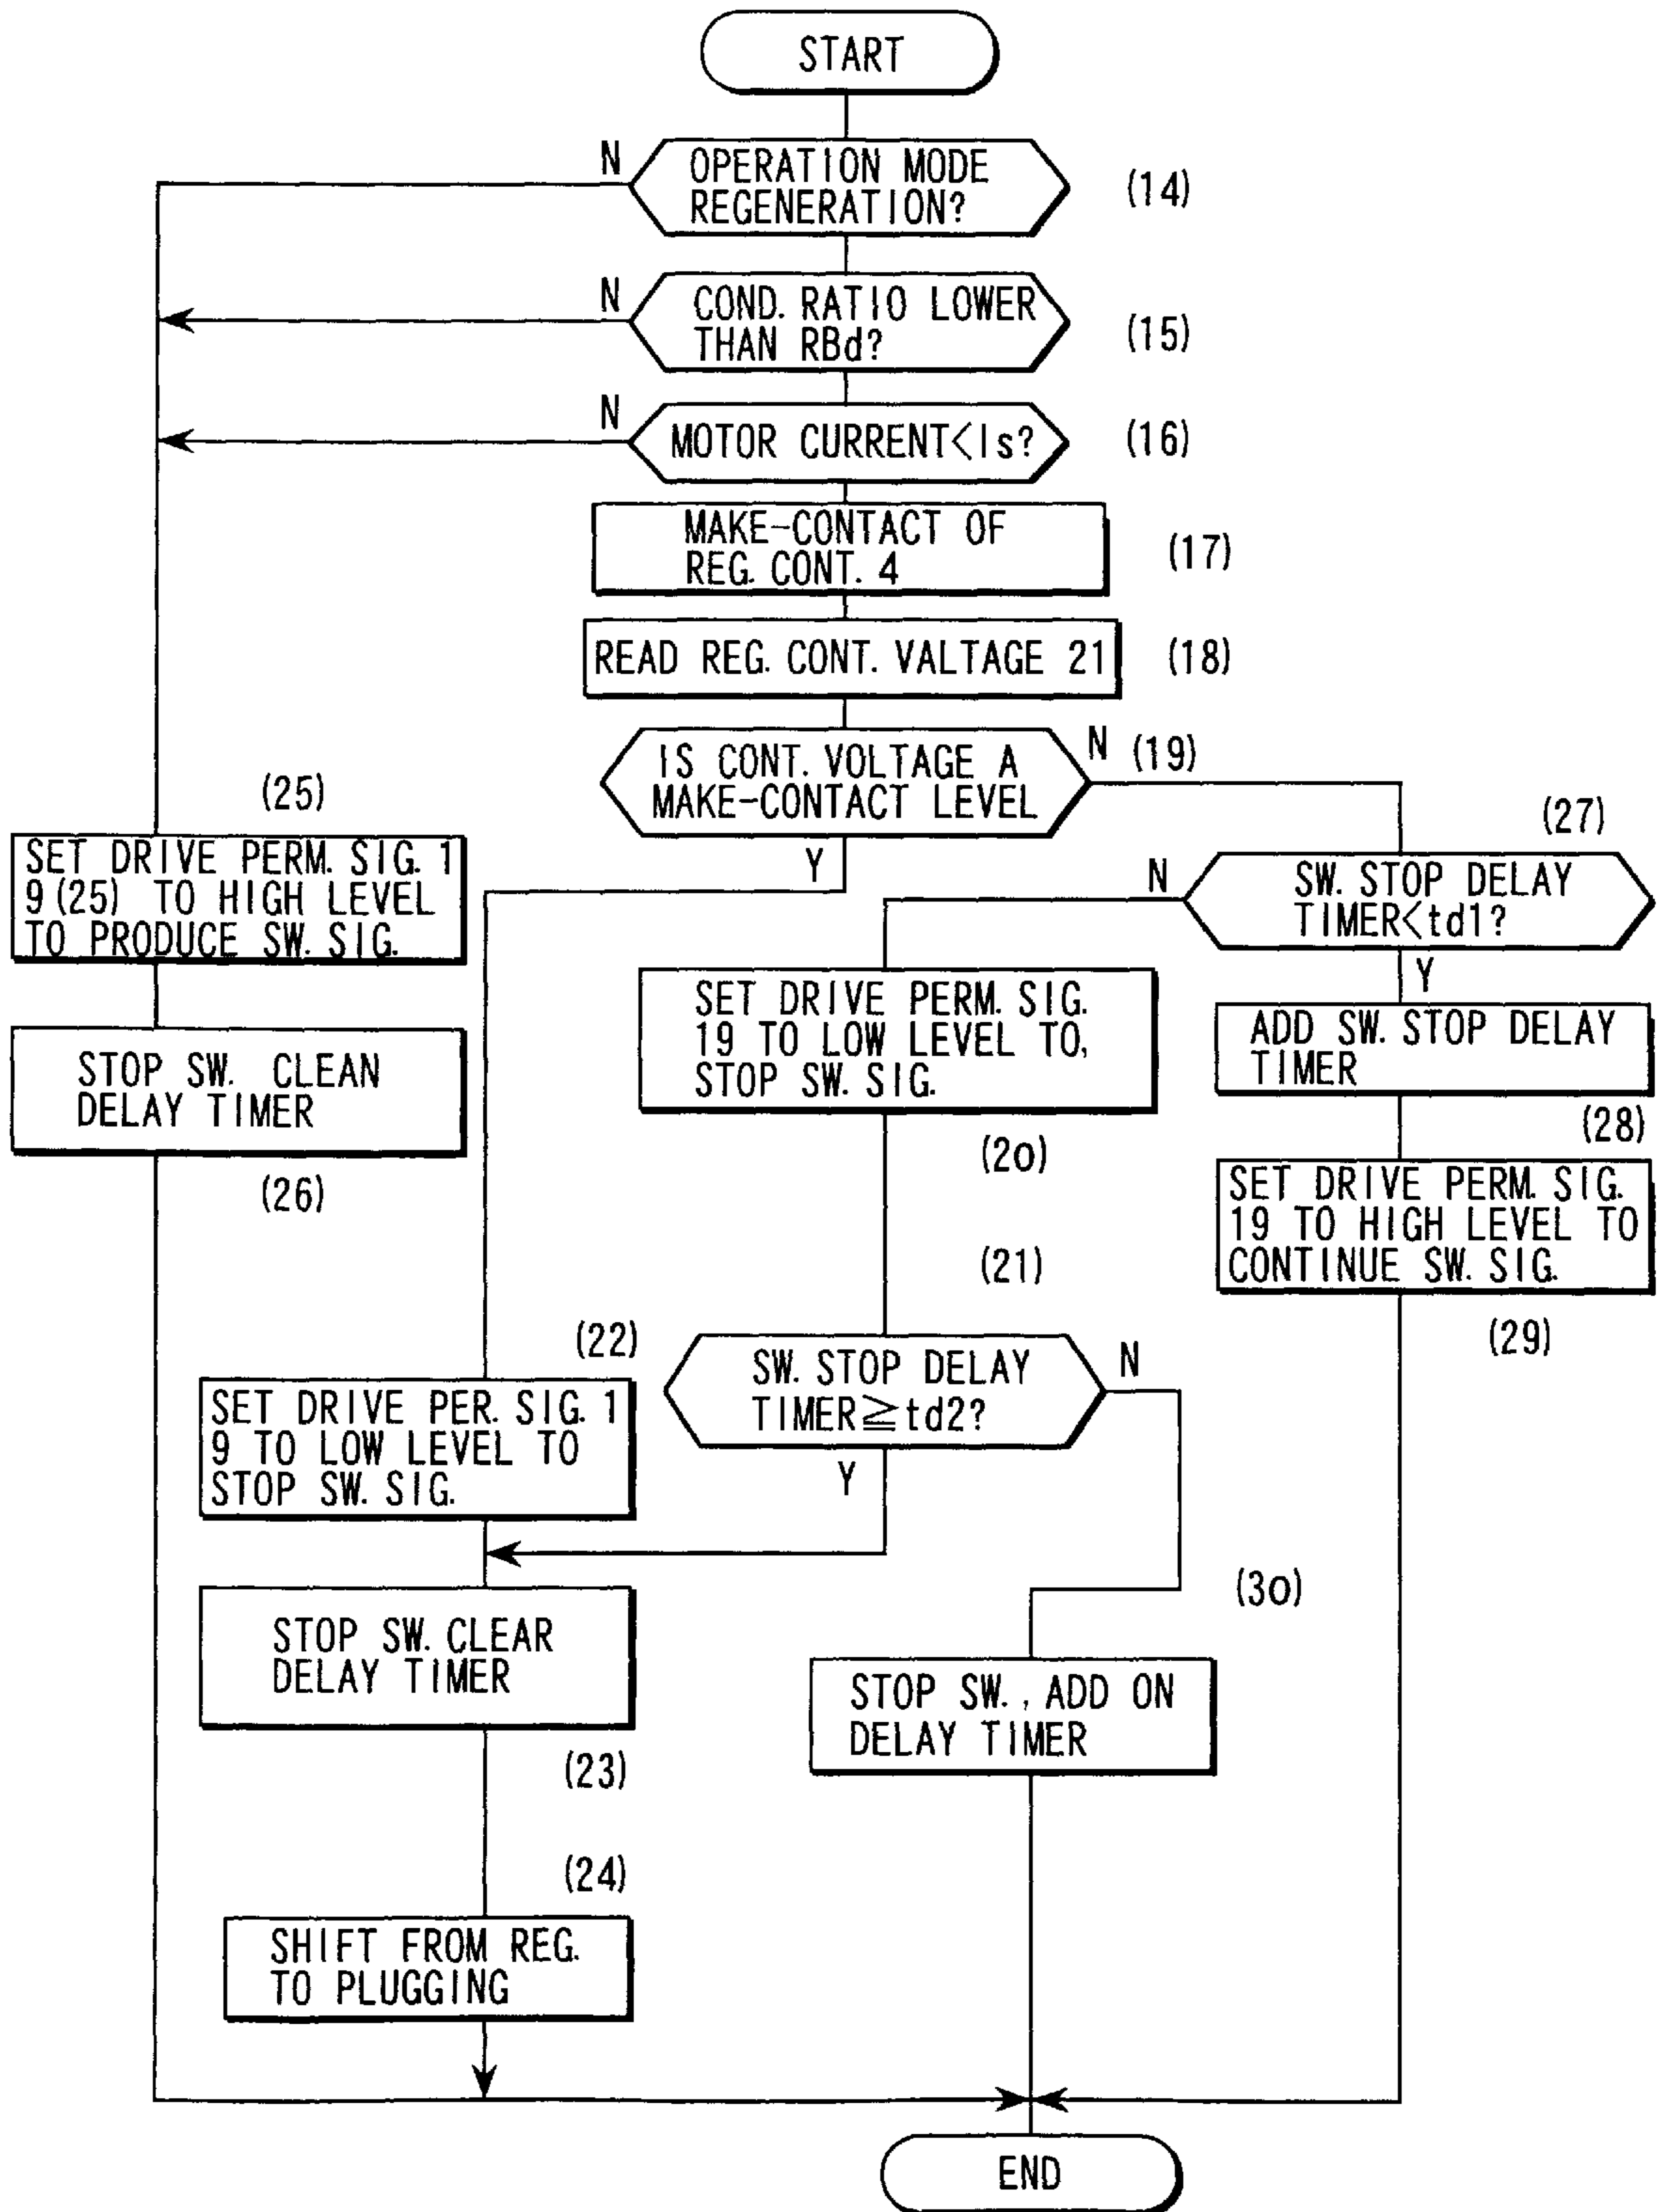 START
N
OPERATION MODE
REGENERATION?
(14)
N
COND. RATIO LOWER
THAN RBd?
(15)
N
MOTOR CURRENT<Is?
(16)
MAKE-CONTACT OF
REG. CONT. 4
(17)
READ REG. CONT. VALTAGE 21
(18)
IS CONT. VOLTAGE A
MAKE-CONTACT LEVEL
N
(19)
Y
(25)
SET DRIVE PERM. SIG. 1
9 (25) TO HIGH LEVEL
TO PRODUCE SW. SIG.
(27)
N
SW. STOP DELAY
TIMER<td1?
Y
SET DRIVE PERM. SIG.
19 TO LOW LEVEL TO,
STOP SW. SIG.
(20)
ADD SW. STOP DELAY
TIMER
(28)
STOP SW. CLEAN
DELAY TIMER
(26)
SET DRIVE PERM. SIG.
19 TO HIGH LEVEL TO
CONTINUE SW. SIG.
(29)
(21)
SW. STOP DELAY
TIMER≧td2?
N
Y
(22)
SET DRIVE PER. SIG. 1
9 TO LOW LEVEL TO
STOP SW. SIG.
STOP SW. CLEAR
DELAY TIMER
(23)
(30)
STOP SW. , ADD ON
DELAY TIMER
(24)
SHIFT FROM REG.
TO PLUGGING
END